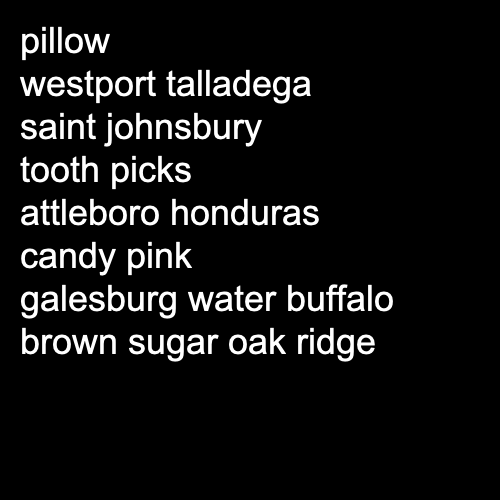 pillow
westport talladega
saint johnsbury
tooth picks
attleboro honduras
candy pink
galesburg water buffalo
brown sugar oak ridge